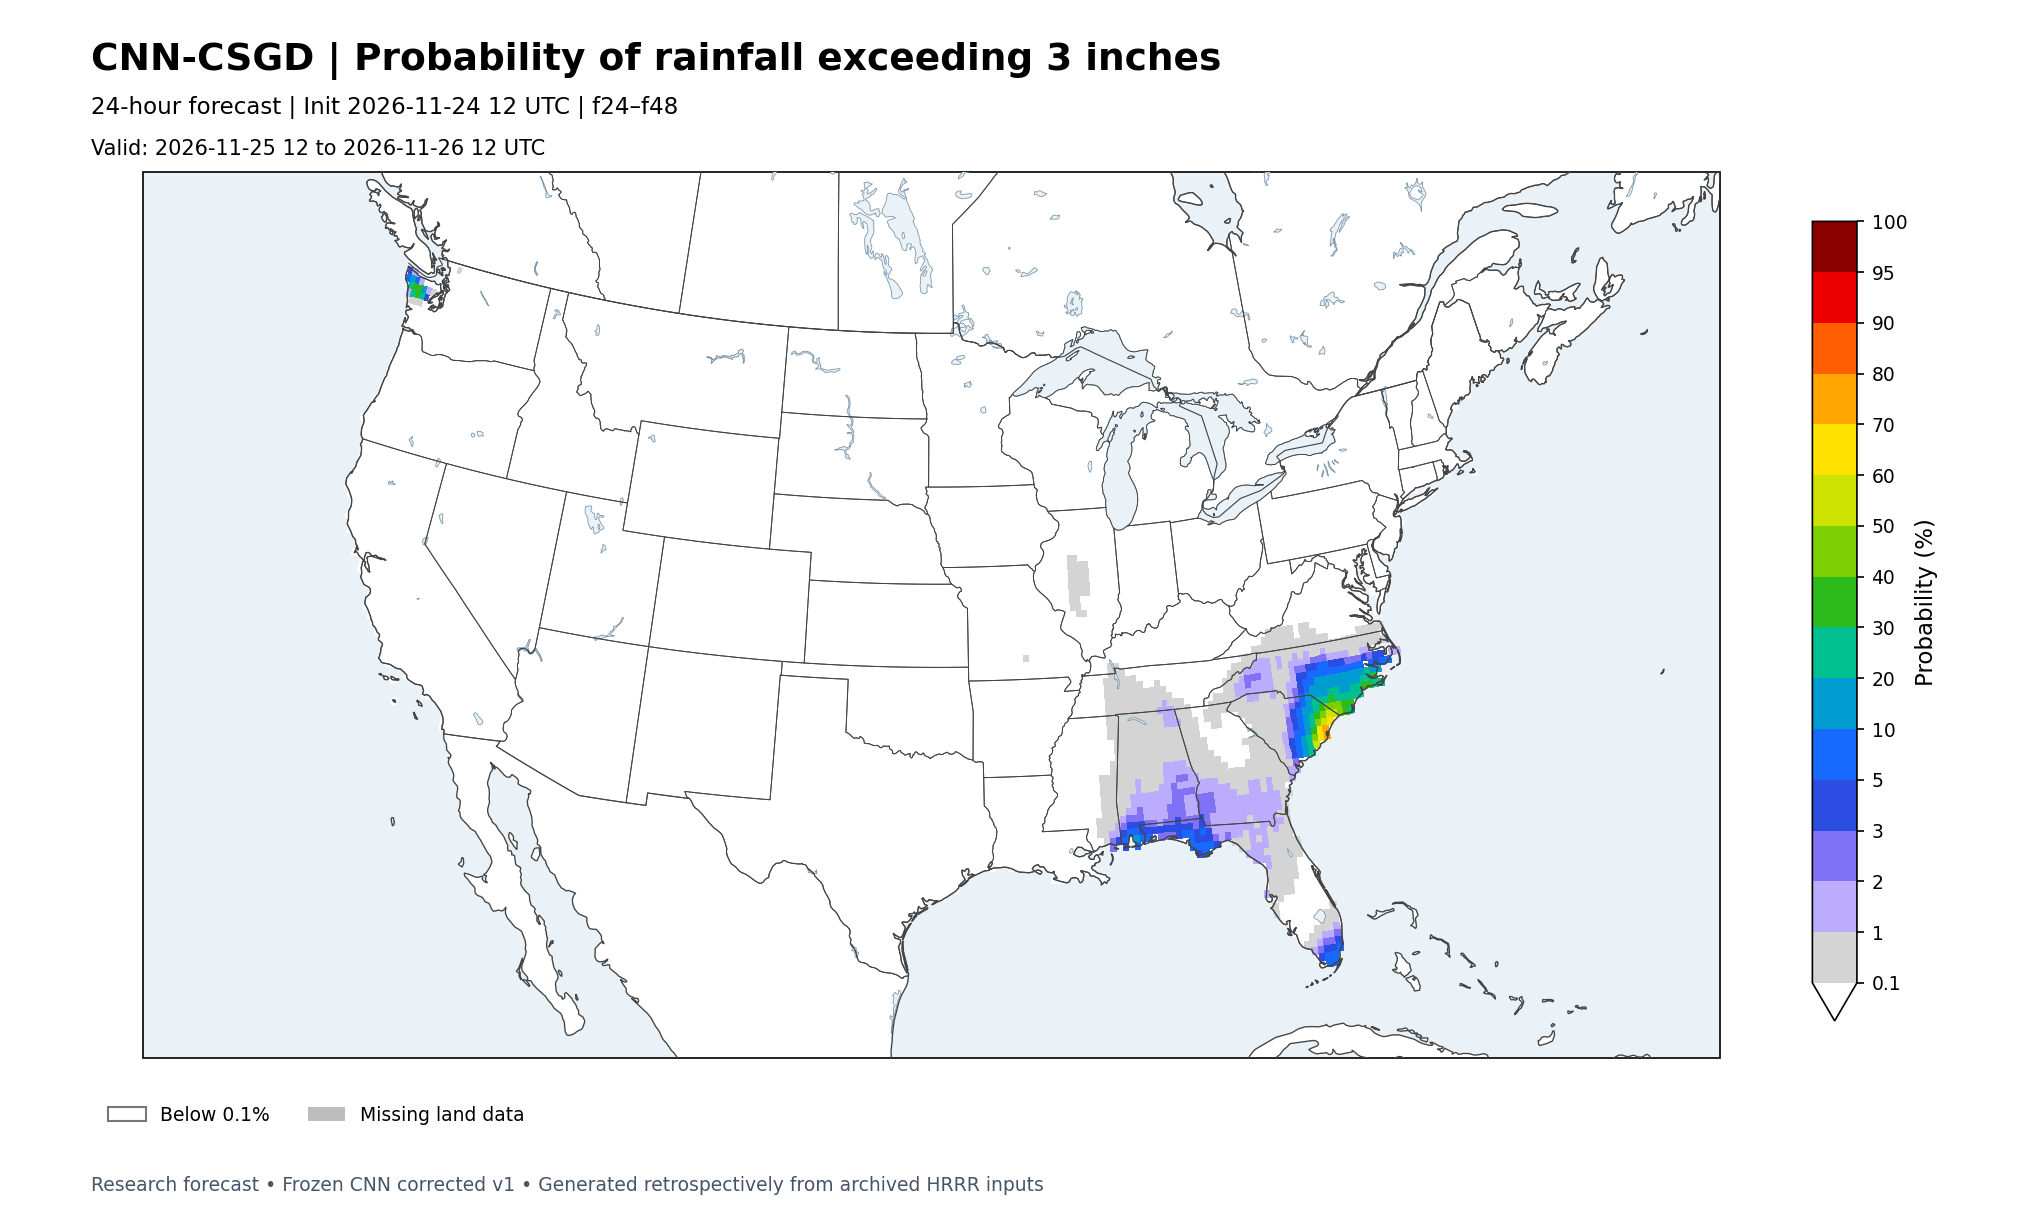 CNN-CSGD | Probability of rainfall exceeding 3 inches
24-hour forecast | Init 2026-11-24 12 UTC | f24–f48
Valid: 2026-11-25 12 to 2026-11-26 12 UTC
100
95
90
80
70
60
50
40
30
20
10
5
3
2
1
0.1
Probability (%)
Below 0.1%
Missing land data
Research forecast • Frozen CNN corrected v1 • Generated retrospectively from archived HRRR inputs